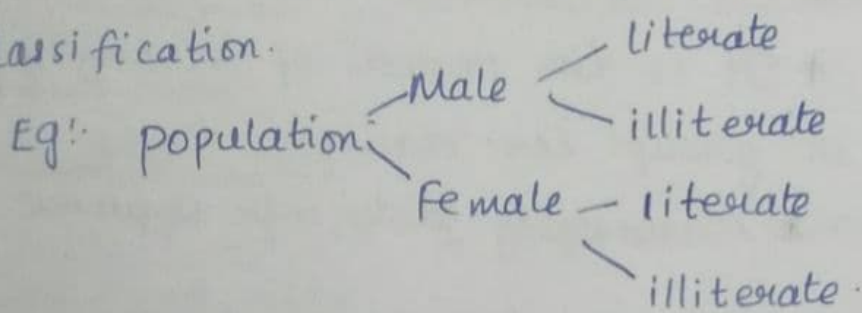 assification.
literate
Male
Eg:. population
illiterate
Female — literate
illiterate.